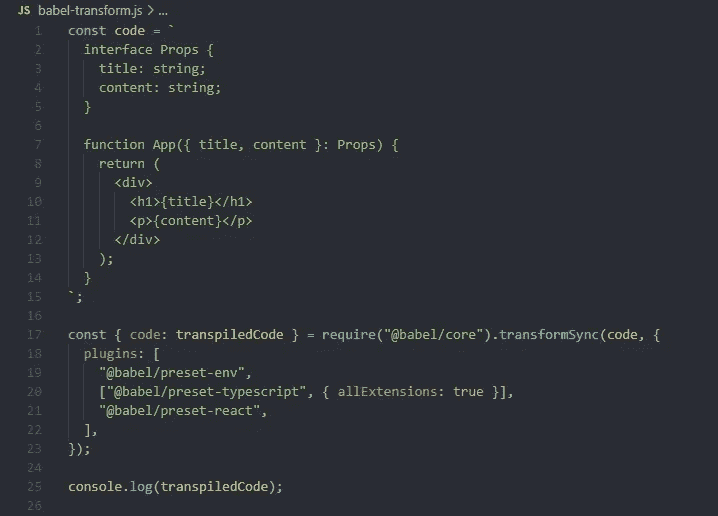 JS babel-transform.js > ...
1 const code = `
2   interface Props {
3     title: string;
4     content: string;
5   }
6
7   function App({ title, content }: Props) {
8     return (
9       <div>
10         <h1>{title}</h1>
11         <p>{content}</p>
12       </div>
13     );
14   }
15 `;
16
17 const { code: transpiledCode } = require("@babel/core").transformSync(code, {
18   plugins: [
19     "@babel/preset-env",
20     ["@babel/preset-typescript", { allExtensions: true }],
21     "@babel/preset-react",
22   ],
23 });
24
25 console.log(transpiledCode);
26